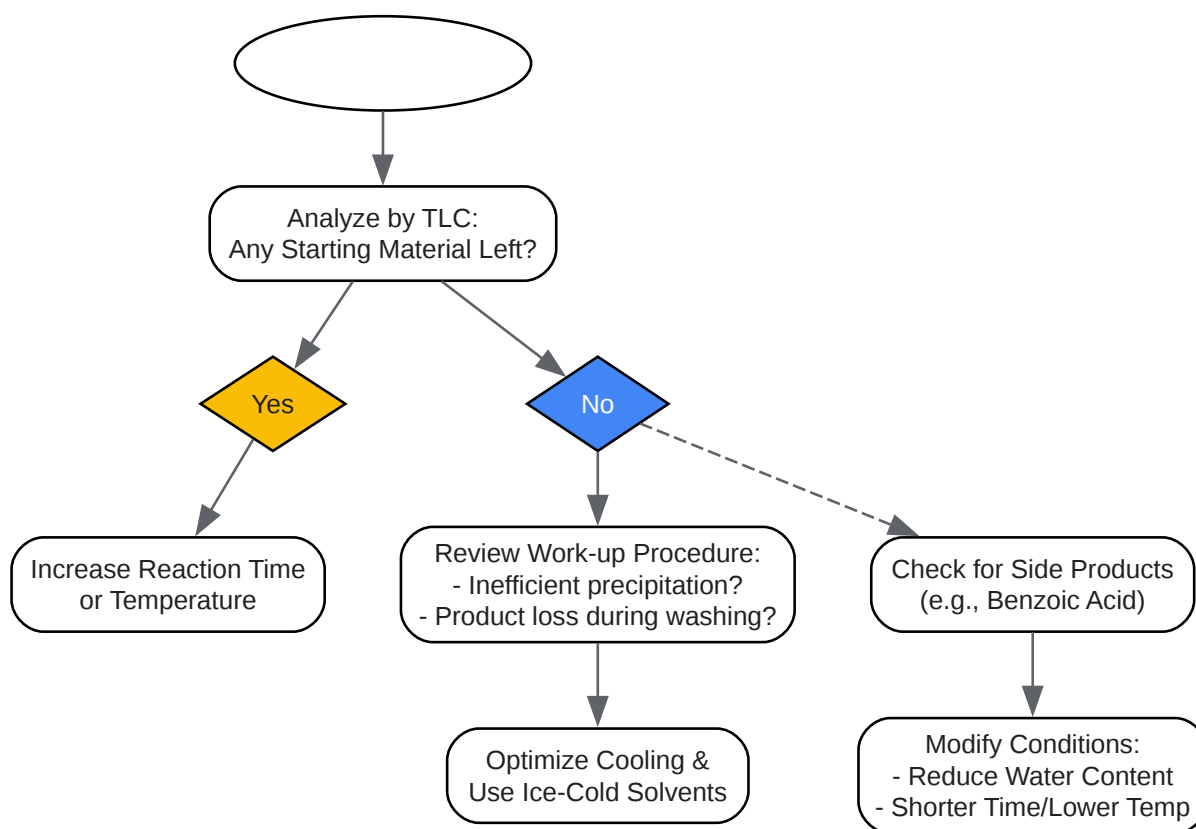 Analyze by TLC:
Any Starting Material Left?
Yes
No
Increase Reaction Time
or Temperature
Review Work-up Procedure:
- Inefficient precipitation?
- Product loss during washing?
Check for Side Products
(e.g., Benzoic Acid)
Optimize Cooling &
Use Ice-Cold Solvents
Modify Conditions:
- Reduce Water Content
- Shorter Time/Lower Temp